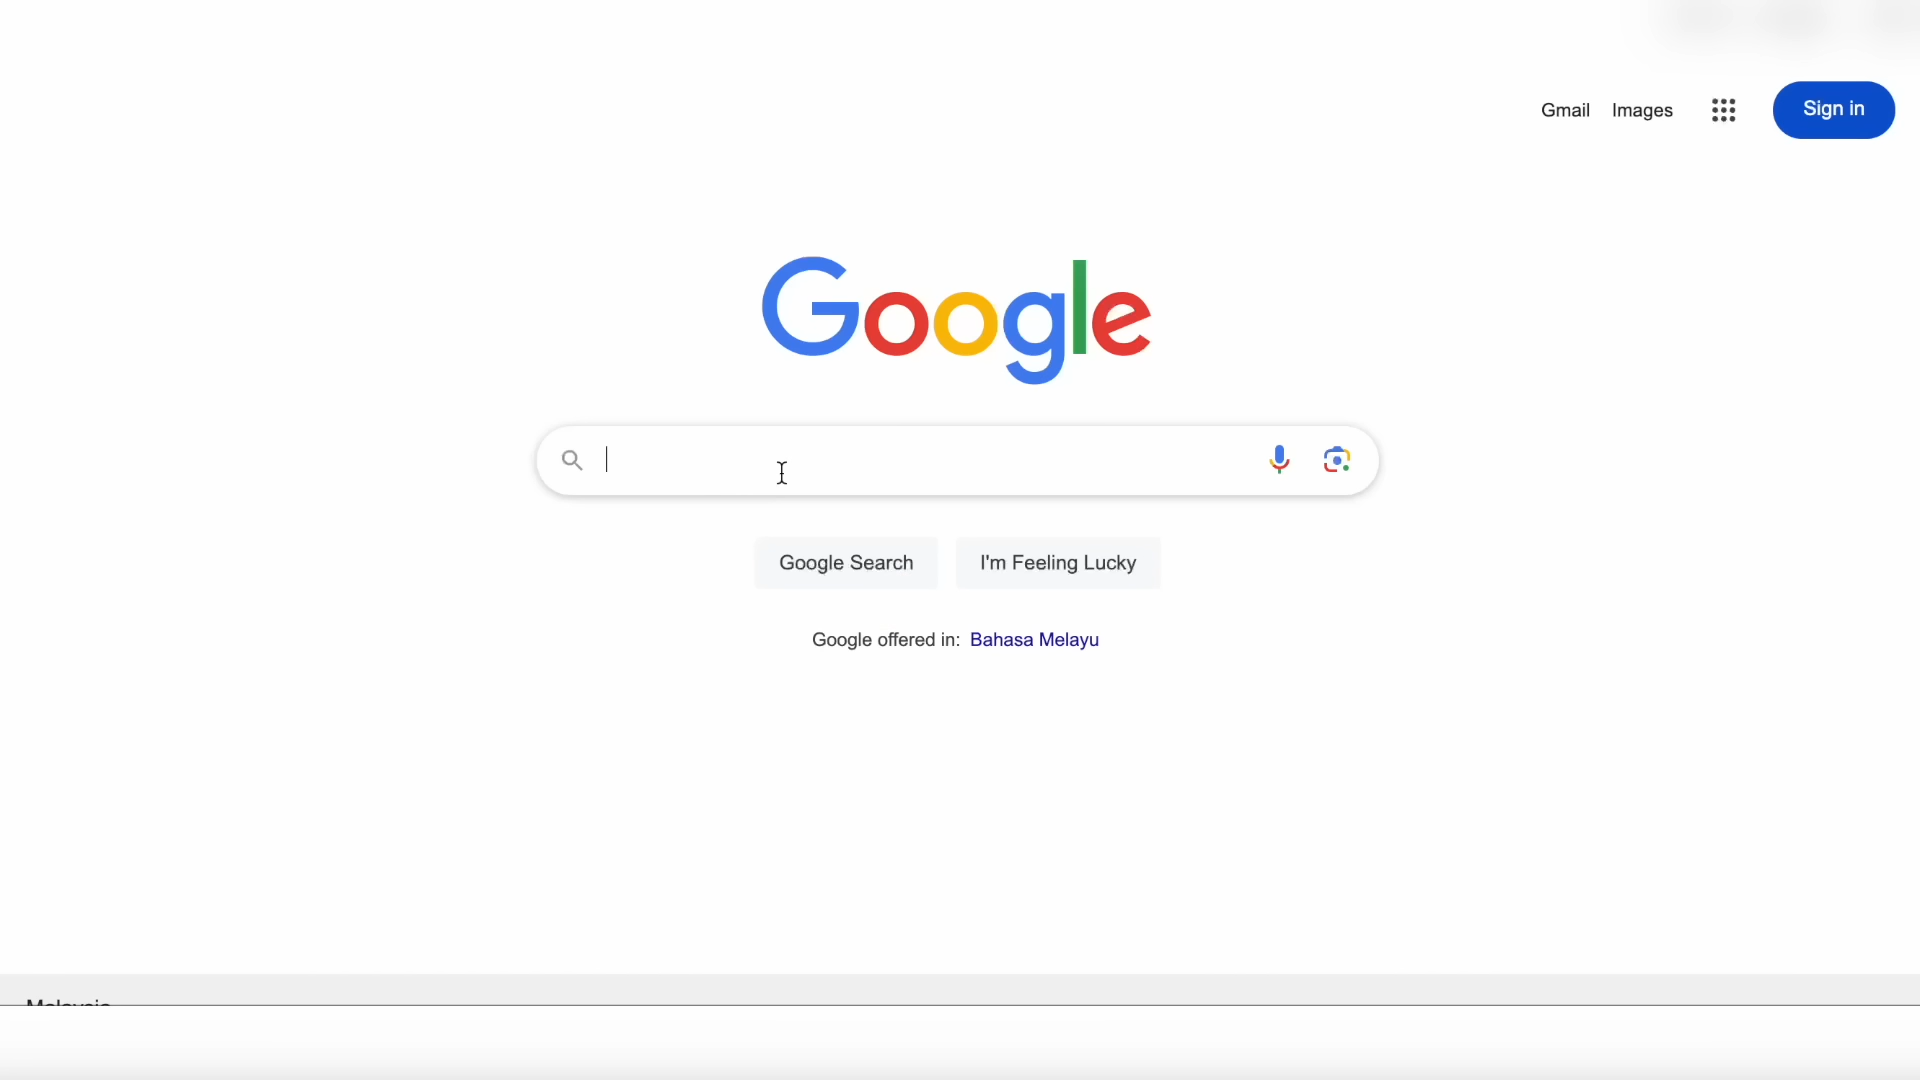 Gmail Images Sign in
Google
Google Search I'm Feeling Lucky
Google offered in: Bahasa Melayu
Malaysia